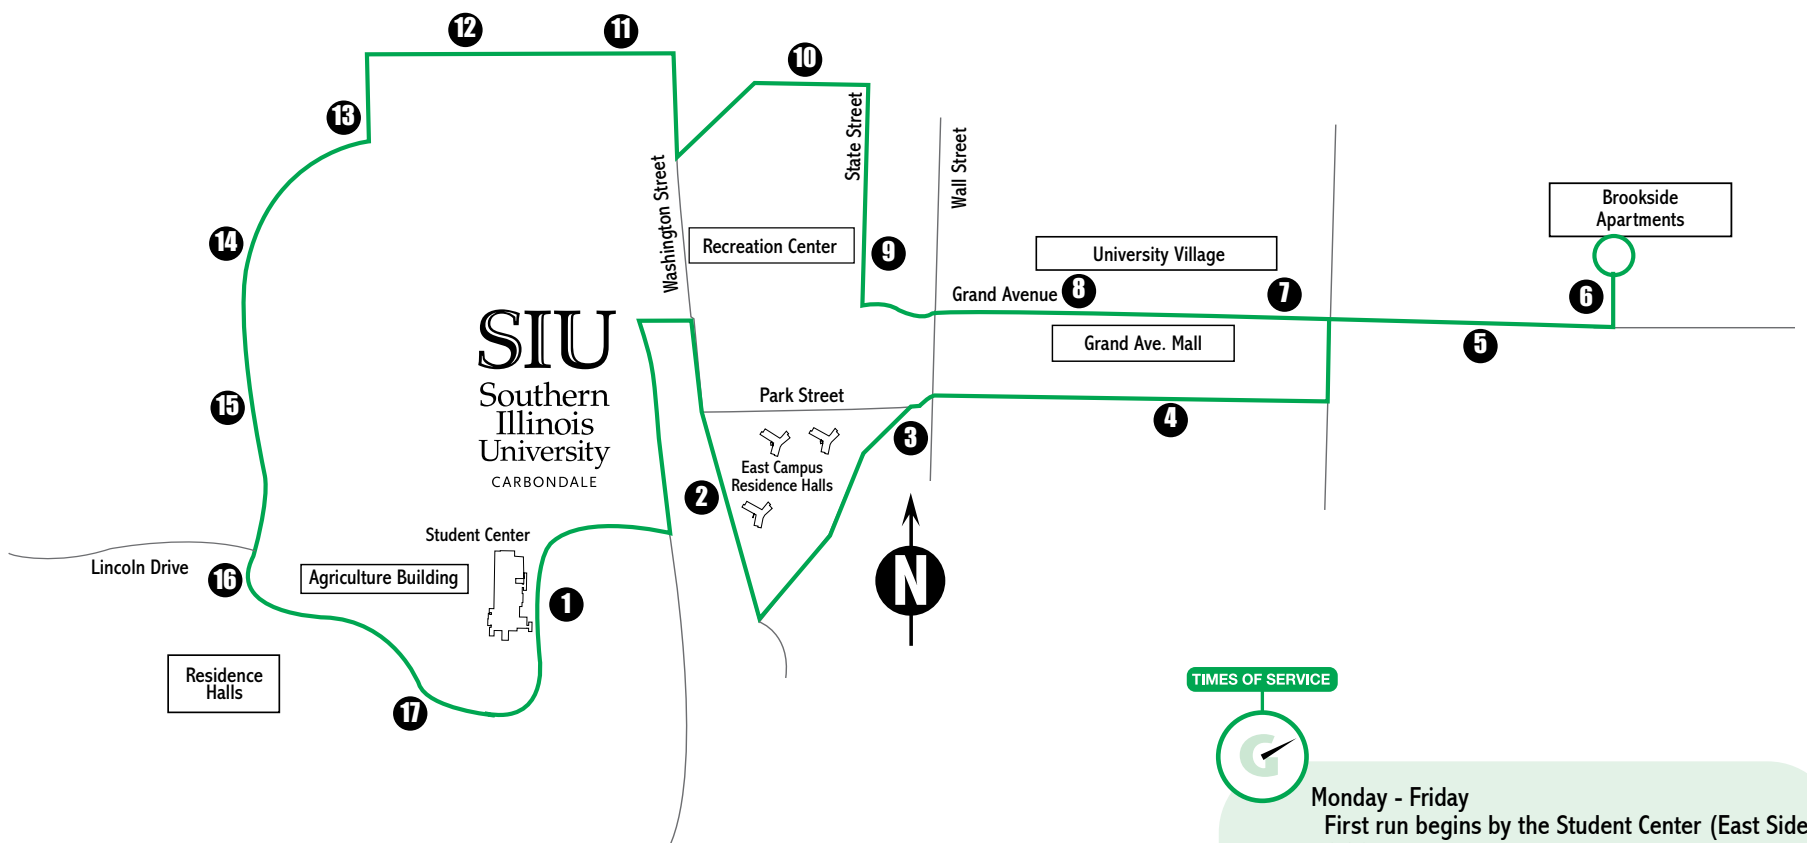 12
11
10
13
State Street
Wall Street
Washington Street
Brookside
Apartments
14
Recreation Center
9
University Village
Grand Avenue
8
7
6
SIU
Southern
Illinois
University
CARBONDALE
Grand Ave. Mall
5
Park Street
15
4
3
East Campus
Residence Halls
2
Student Center
Lincoln Drive
16
Agriculture Building
1
N
Residence
Halls
17
TIMES OF SERVICE
G
Monday - Friday
First run begins by the Student Center (East Side